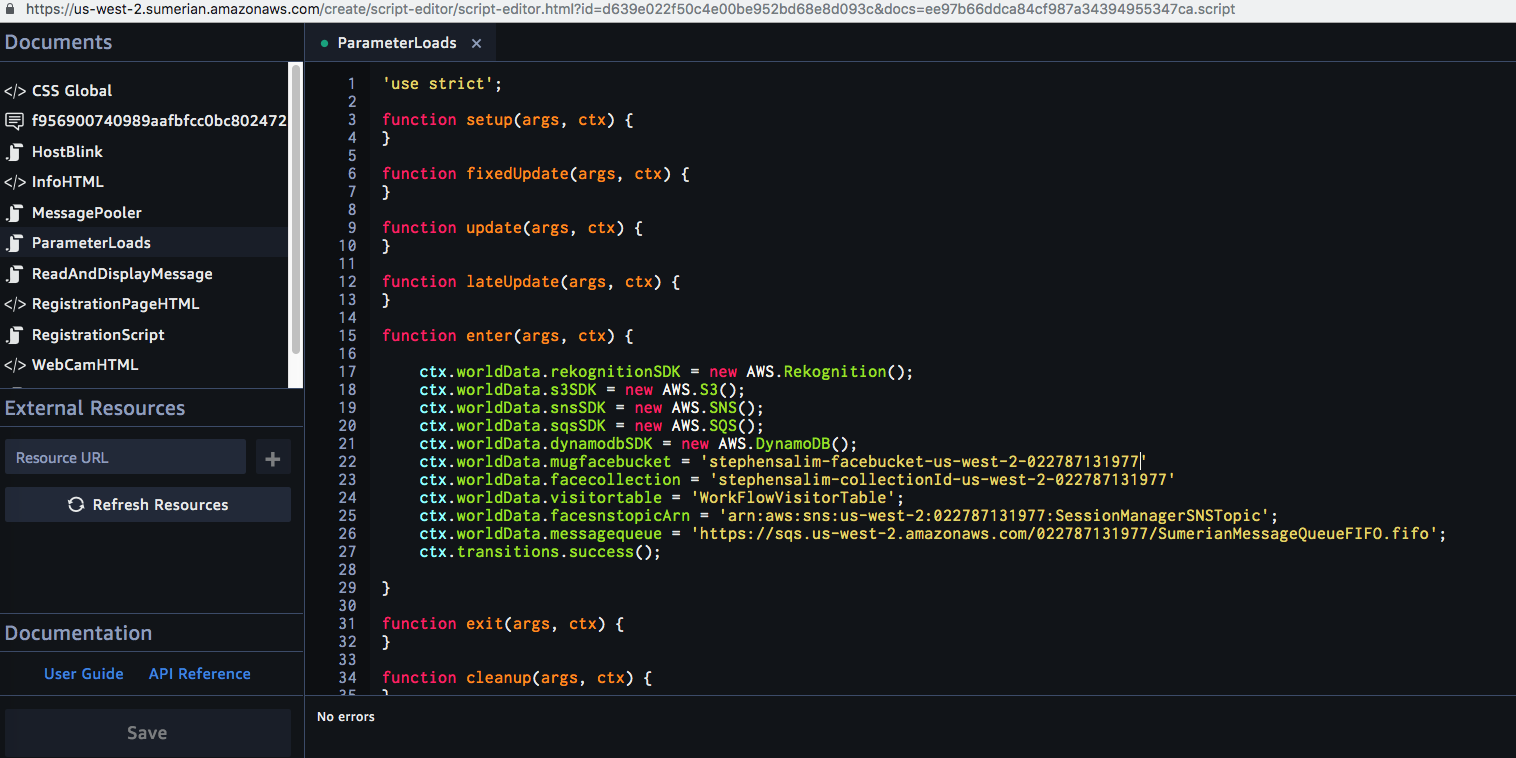 https://us-west-2.sumerian.amazonaws.com/create/script-editor/script-editor.html?id=d639e022f50c4e00be952bd68e8d093c&docs=ee97b66ddca84cf987a34394955347ca.script
Documents
</> CSS Global
f956900740989aafbfcc0bc802472
HostBlink
</> InfoHTML
MessagePooler
ParameterLoads
ReadAndDisplayMessage
</> RegistrationPageHTML
RegistrationScript
</> WebCamHTML
External Resources
Resource URL +
Refresh Resources
Documentation
User Guide API Reference
Save
ParameterLoads ×
1 'use strict';
2
3 function setup(args, ctx) {
4 }
5
6 function fixedUpdate(args, ctx) {
7 }
8
9 function update(args, ctx) {
10 }
11
12 function lateUpdate(args, ctx) {
13 }
14
15 function enter(args, ctx) {
16
17 ctx.worldData.rekognitionSDK = new AWS.Rekognition();
18 ctx.worldData.s3SDK = new AWS.S3();
19 ctx.worldData.snsSDK = new AWS.SNS();
20 ctx.worldData.sqsSDK = new AWS.SQS();
21 ctx.worldData.dynamodbSDK = new AWS.DynamoDB();
22 ctx.worldData.mugfacebucket = 'stephensalim-facebucket-us-west-2-022787131977'
23 ctx.worldData.facecollection = 'stephensalim-collectionId-us-west-2-022787131977'
24 ctx.worldData.visitortable = 'WorkFlowVisitorTable';
25 ctx.worldData.facesnstopicArn = 'arn:aws:sns:us-west-2:022787131977:SessionManagerSNSTopic';
26 ctx.worldData.messagequeue = 'https://sqs.us-west-2.amazonaws.com/022787131977/SumerianMessageQueueFIFO.fifo';
27 ctx.transitions.success();
28
29 }
30
31 function exit(args, ctx) {
32 }
33
34 function cleanup(args, ctx) {
35 }
No errors